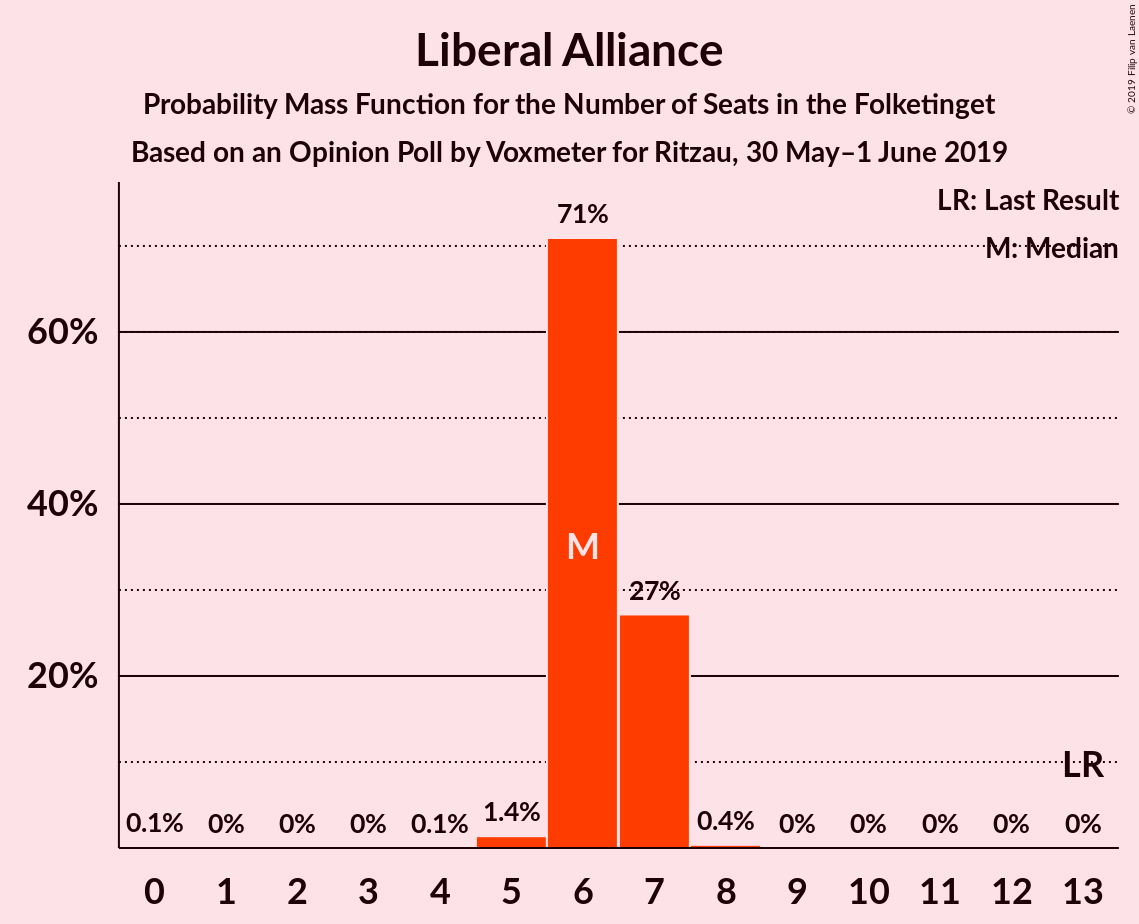 Liberal Alliance
Probability Mass Function for the Number of Seats in the Folketinget
Based on an Opinion Poll by Voxmeter for Ritzau, 30 May–1 June 2019
© 2019 Filip van Laenen
LR: Last Result
M: Median
60%
40%
20%
71%
M
27%
LR
0.1% 0% 0% 0% 0.1% 1.4% 0.4% 0% 0% 0% 0% 0%
0 1 2 3 4 5 6 7 8 9 10 11 12 13